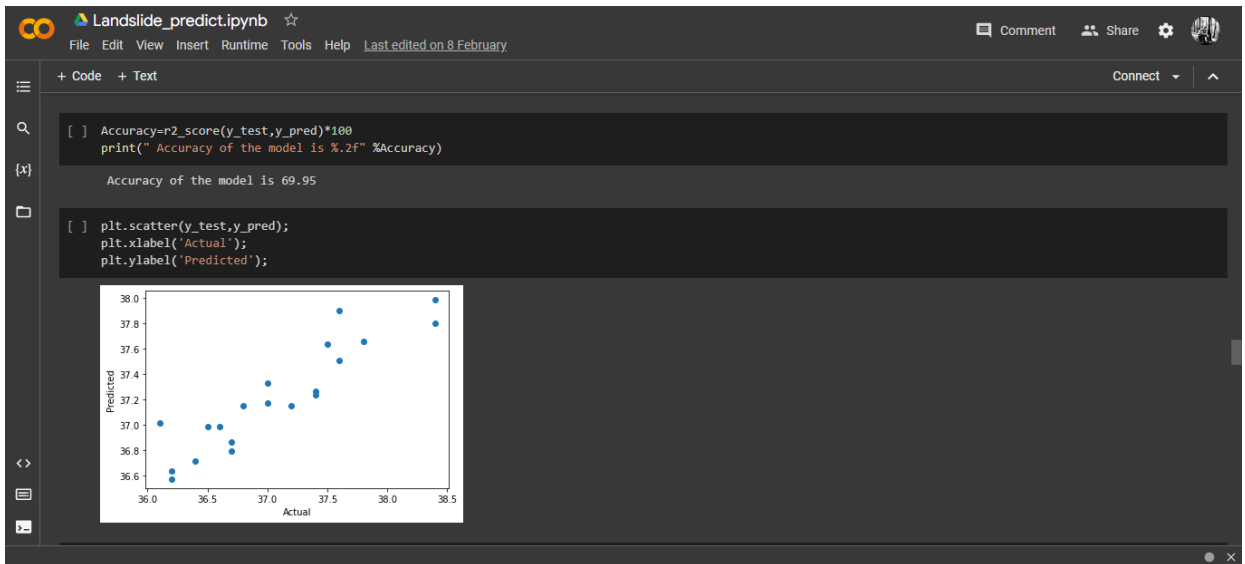 Landslide_predict.ipynb
File Edit View Insert Runtime Tools Help Last edited on 8 February
Comment Share
+ Code + Text
Connect
[ ] Accuracy=r2_score(y_test,y_pred)*100
print(" Accuracy of the model is %.2f" %Accuracy)
{x}
Accuracy of the model is 69.95
[ ] plt.scatter(y_test,y_pred);
plt.xlabel('Actual');
plt.ylabel('Predicted');
38.0
37.8
37.6
37.4
37.2
37.0
36.8
36.6
Predicted
36.0 36.5 37.0 37.5 38.0 38.5
Actual